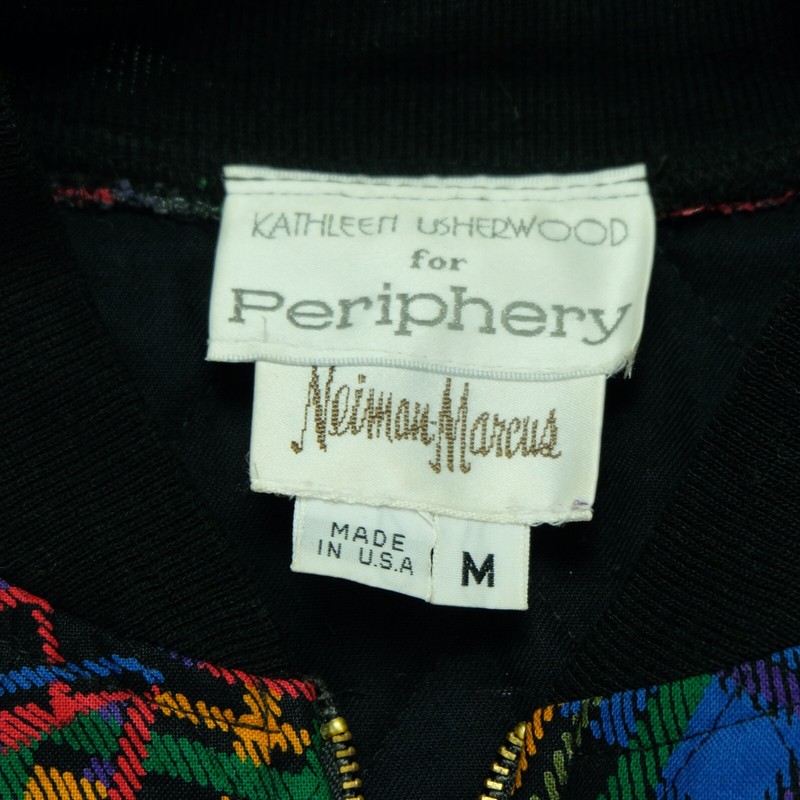 KATHLEEN USHERWOOD
for
Periphery
Neiman-Marcus
MADE
IN U.S.A
M